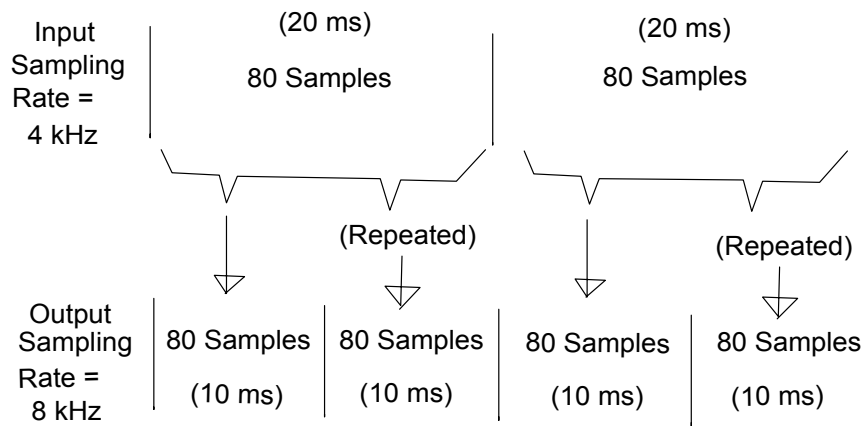 Input
Sampling
Rate =
4 kHz
(20 ms)
80 Samples
(20 ms)
80 Samples
(Repeated)
(Repeated)
Output
Sampling
Rate =
8 kHz
80 Samples
(10 ms)
80 Samples
(10 ms)
80 Samples
(10 ms)
80 Samples
(10 ms)